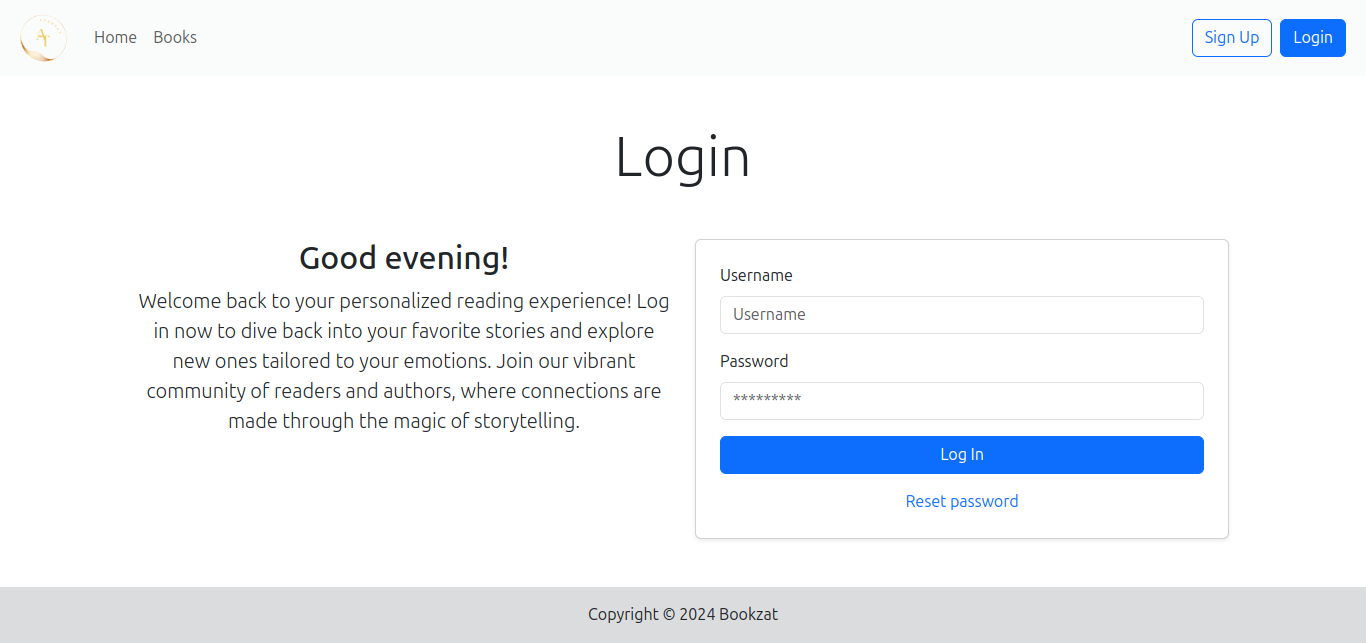 Home Books Sign Up Login
Login
Good evening!
Welcome back to your personalized reading experience! Log
in now to dive back into your favorite stories and explore
new ones tailored to your emotions. Join our vibrant
community of readers and authors, where connections are
made through the magic of storytelling.
Username
Username
Password
*********
Log In
Reset password
Copyright © 2024 Bookzat